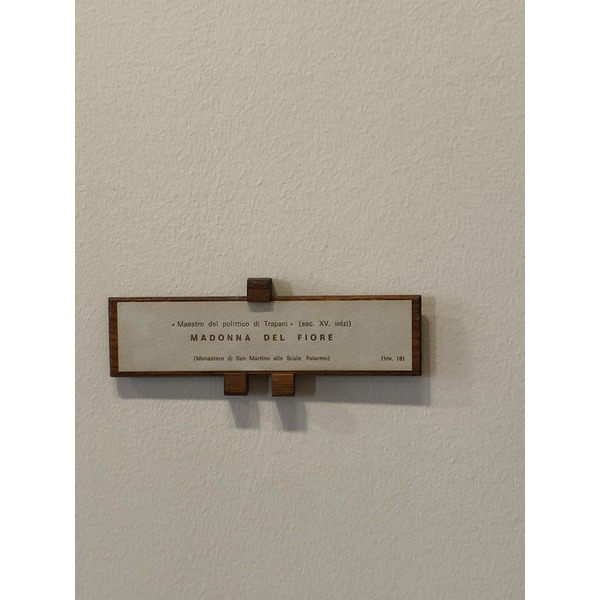 « Maestro del polittico di Trapani » (sec. XV, inizi)
MADONNA DEL FIORE
(Monastero di San Martino alle Scale, Palermo) (inv. 18)